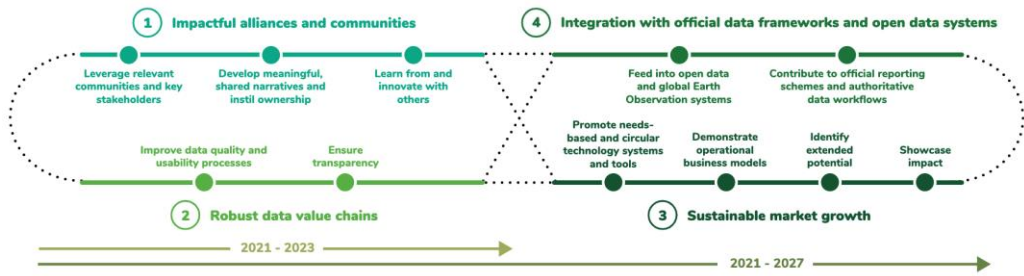 1 Impactful alliances and communities
Leverage relevant
communities and key
stakeholders
Develop meaningful,
shared narratives and
instil ownership
Learn from and
innovate with
others
4 Integration with official data frameworks and open data systems
Feed into open data
and global Earth
Observation systems
Contribute to official reporting
schemes and authoritative
data workflows
Improve data quality and
usability processes
Ensure
transparency
2 Robust data value chains
Promote needs-
based and circular
technology systems
and tools
Demonstrate
operational
business models
Identify
extended
potential
Showcase
impact
3 Sustainable market growth
2021 - 2023
2021 - 2027